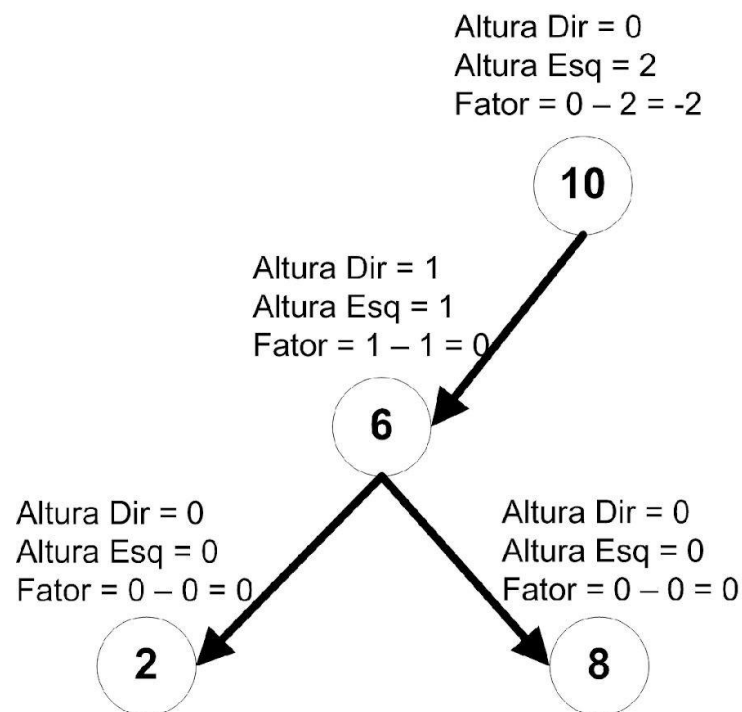 Altura Dir = 0
Altura Esq = 2
Fator = 0 – 2 = -2
10
Altura Dir = 1
Altura Esq = 1
Fator = 1 – 1 = 0
6
Altura Dir = 0
Altura Esq = 0
Fator = 0 – 0 = 0
2
Altura Dir = 0
Altura Esq = 0
Fator = 0 – 0 = 0
8